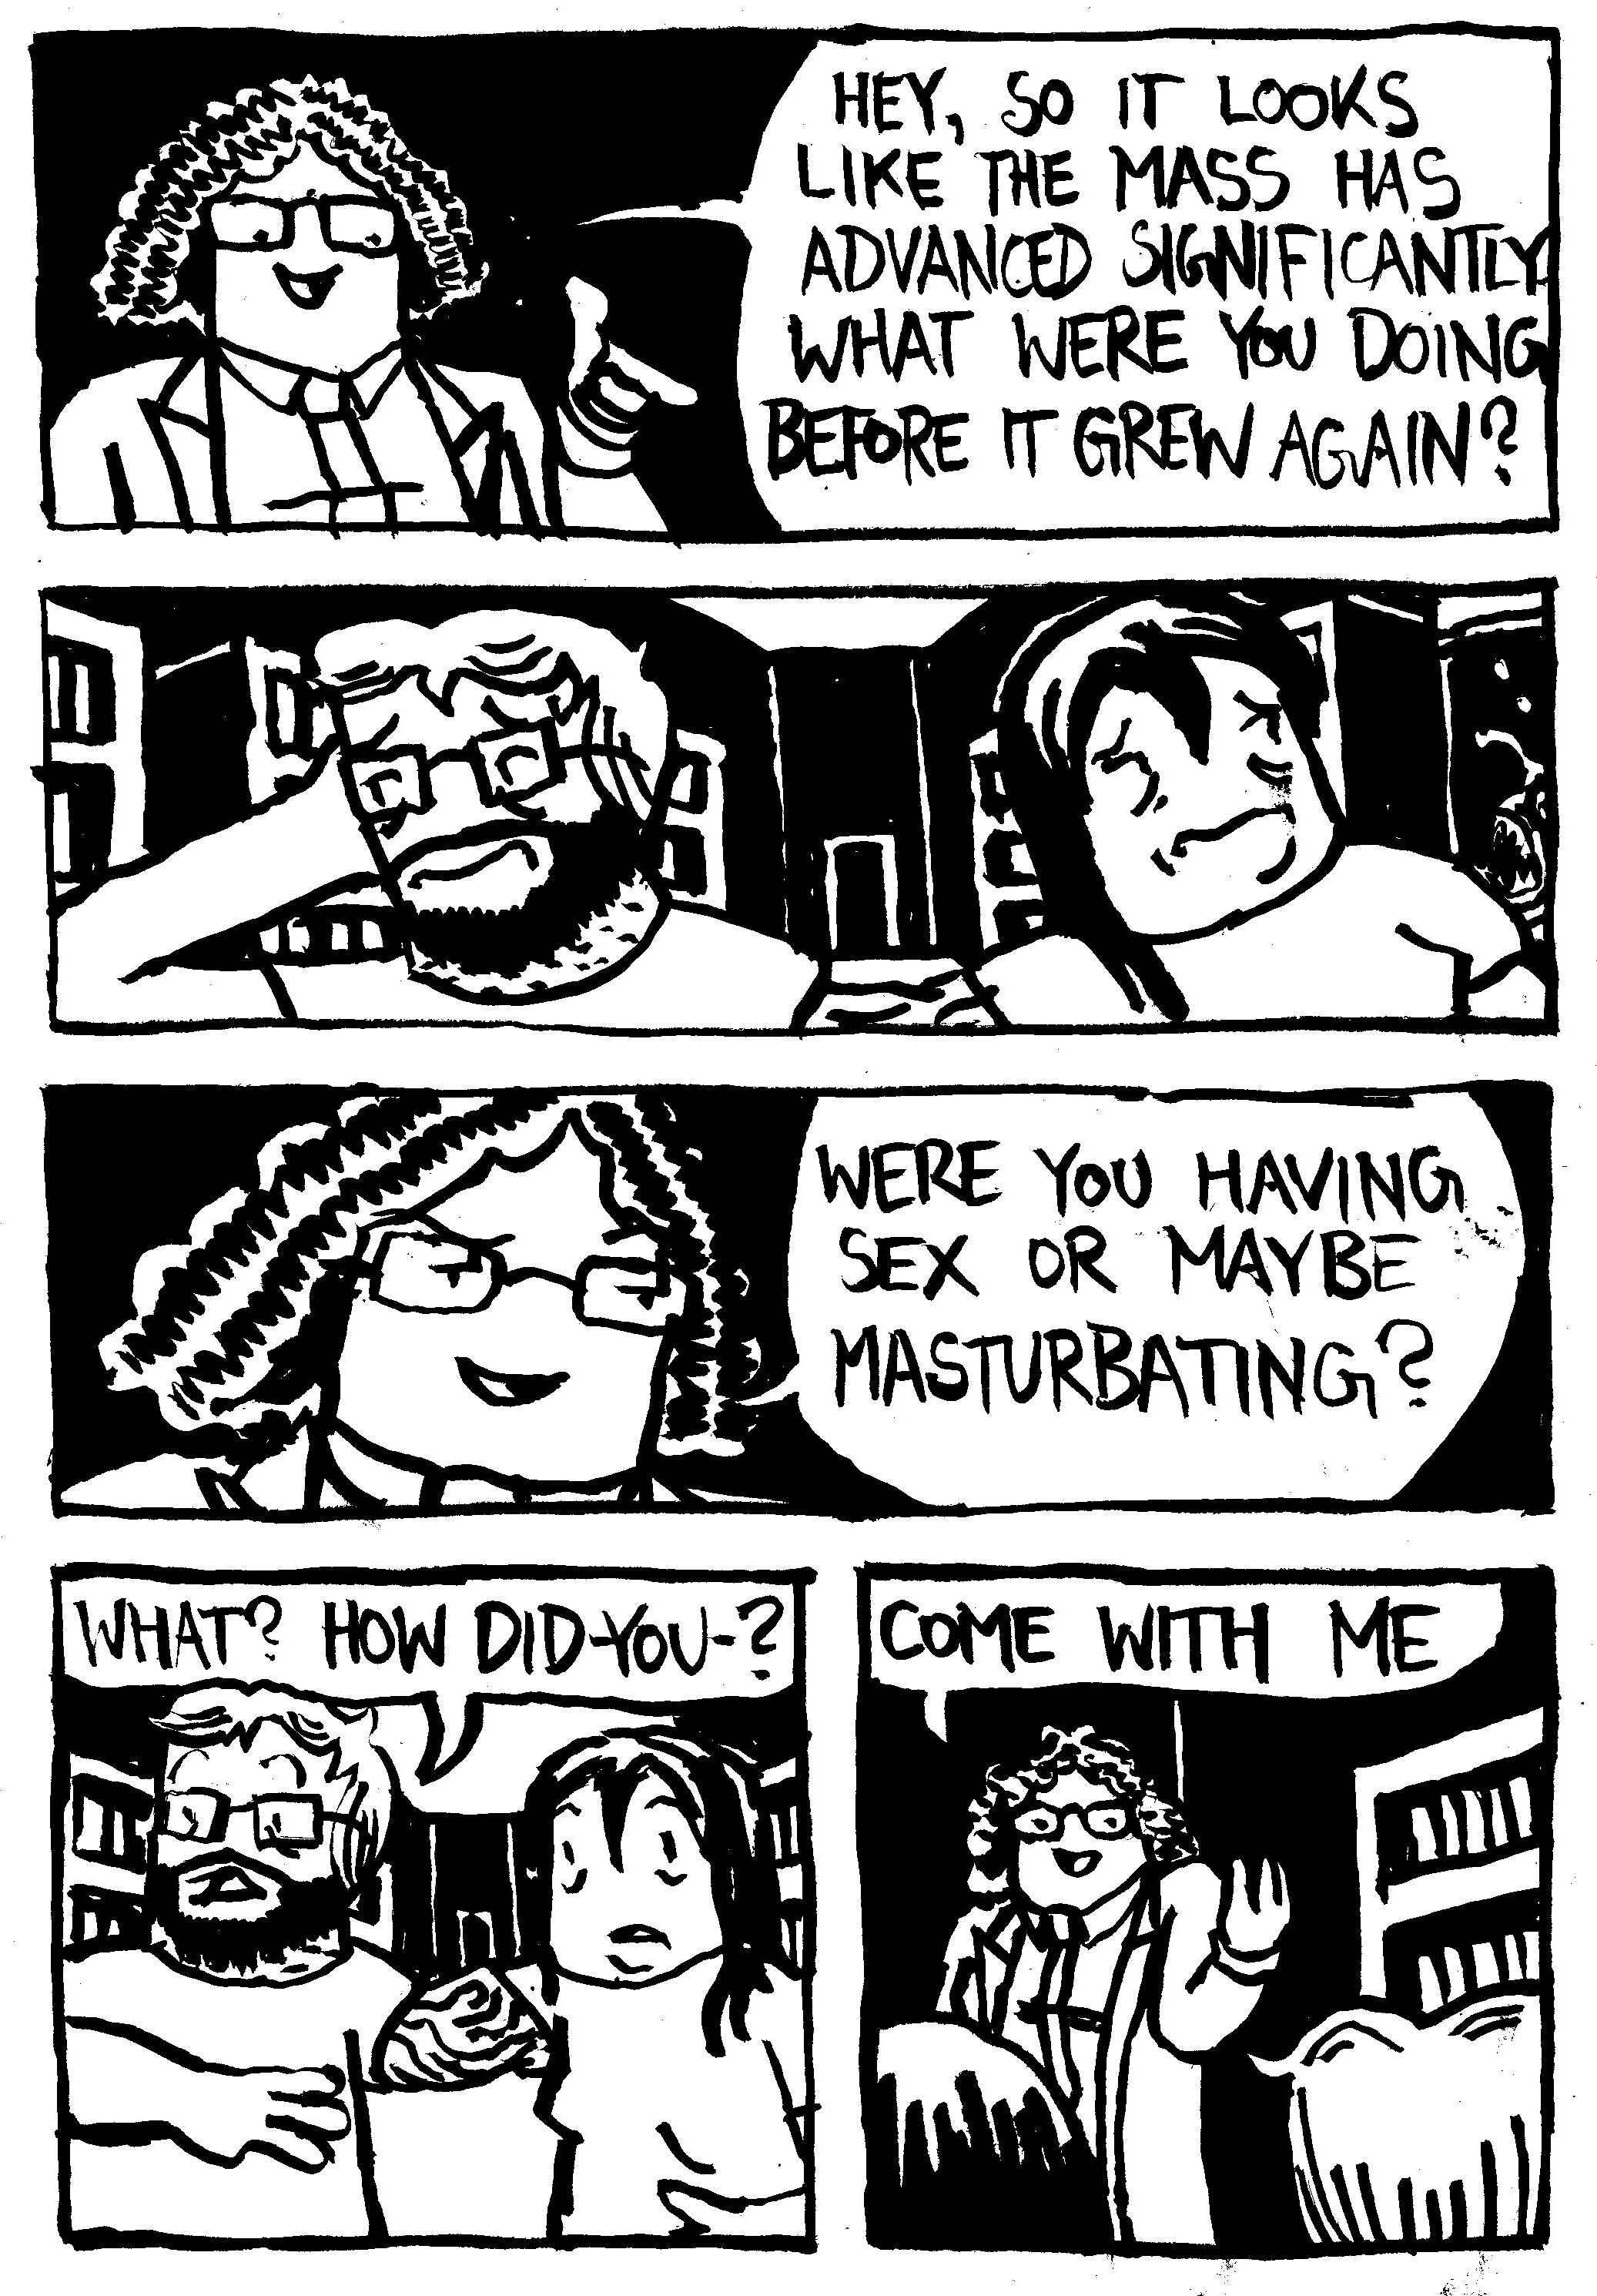 HEY, SO IT LOOKS
LIKE THE MASS HAS
ADVANCED SIGNIFICANTLY.
WHAT WERE YOU DOING
BEFORE IT GREW AGAIN?
WERE YOU HAVING
SEX OR MAYBE
MASTURBATING?
WHAT? HOW DID-YOU-?
COME WITH ME